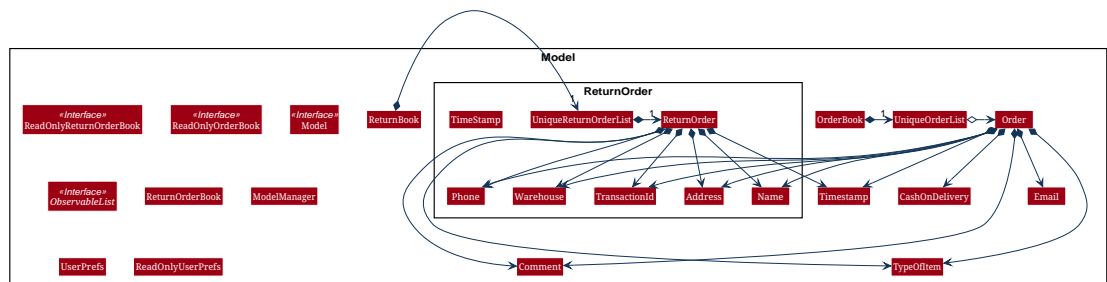 Model
ReturnOrder
«Interface»
ReadOnlyReturnOrderBook
«Interface»
ReadOnlyOrderBook
«Interface»
Model
ReturnBook
TimeStamp
1
UniqueReturnOrderList
1
ReturnOrder
OrderBook
1
UniqueOrderList
Order
«Interface»
ObservableList
ReturnOrderBook
ModelManager
Phone
Warehouse
TransactionId
Address
Name
Timestamp
CashOnDelivery
Email
UserPrefs
ReadOnlyUserPrefs
Comment
TypeOfItem